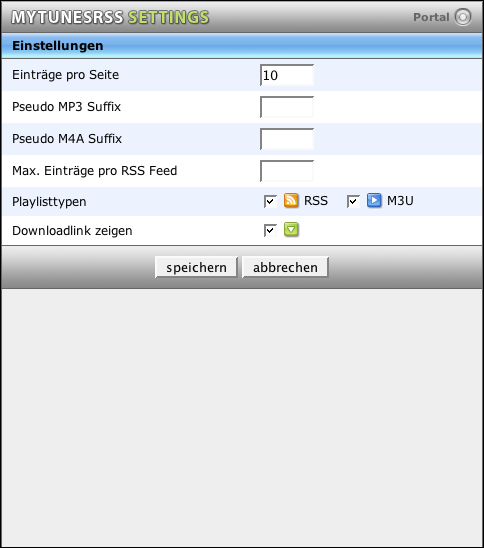 MYTUNESRSS SETTINGS Portal
Einstellungen
Einträge pro Seite 10
Pseudo MP3 Suffix
Pseudo M4A Suffix
Max. Einträge pro RSS Feed
Playlisttypen RSS M3U
Downloadlink zeigen
speichern abbrechen